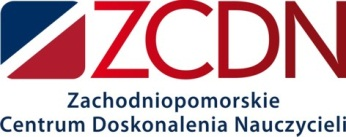 ZCDN
Zachodniopomorskie
Centrum Doskonalenia Nauczycieli